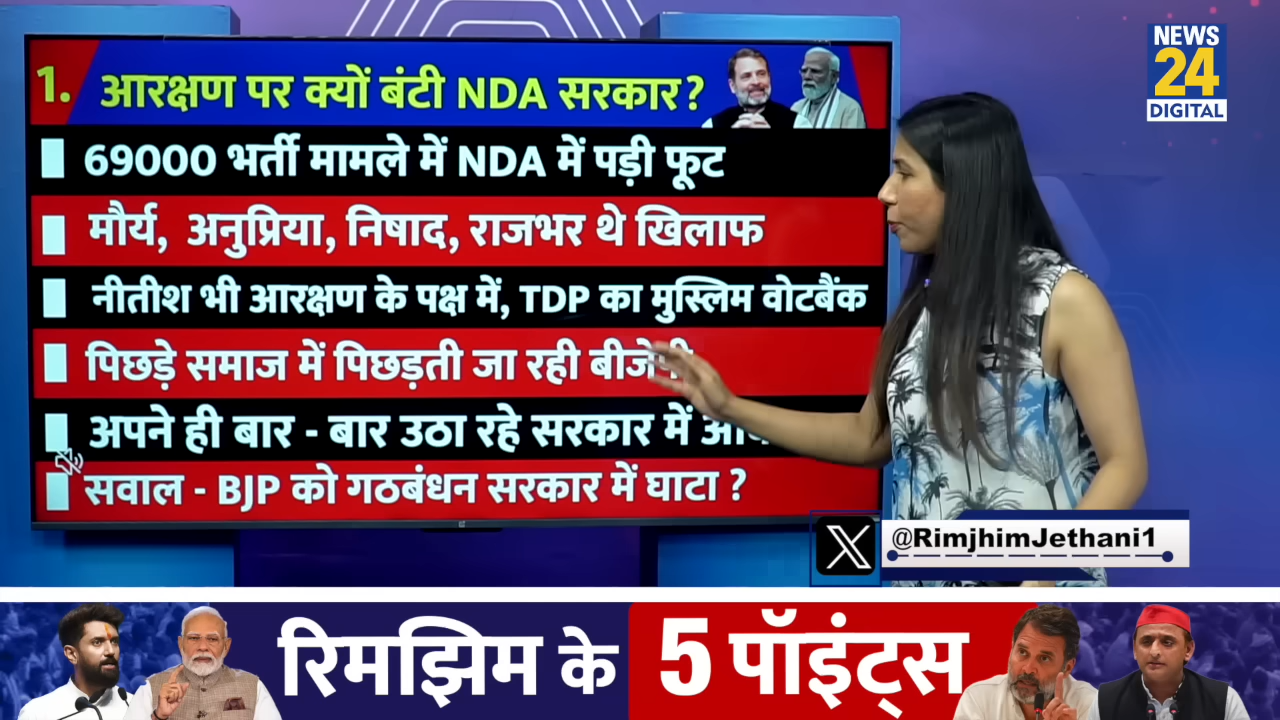 1. आरक्षण पर क्यों बंटी NDA सरकार?
69000 भर्ती मामले में NDA में पड़ी फूट
मौर्य, अनुप्रिया, निषाद, राजभर थे खिलाफ
नीतीश भी आरक्षण के पक्ष में, TDP का मुस्लिम वोटबैंक
पिछड़े समाज में पिछड़ती जा रही
अपने ही बार - बार उठा रहे सरकार में
सवाल - BJP को गठबंधन सरकार में घाटा ?
NEWS
24
DIGITAL
X @RimjhimJethani1
रिमझिम के 5 पॉइंट्स